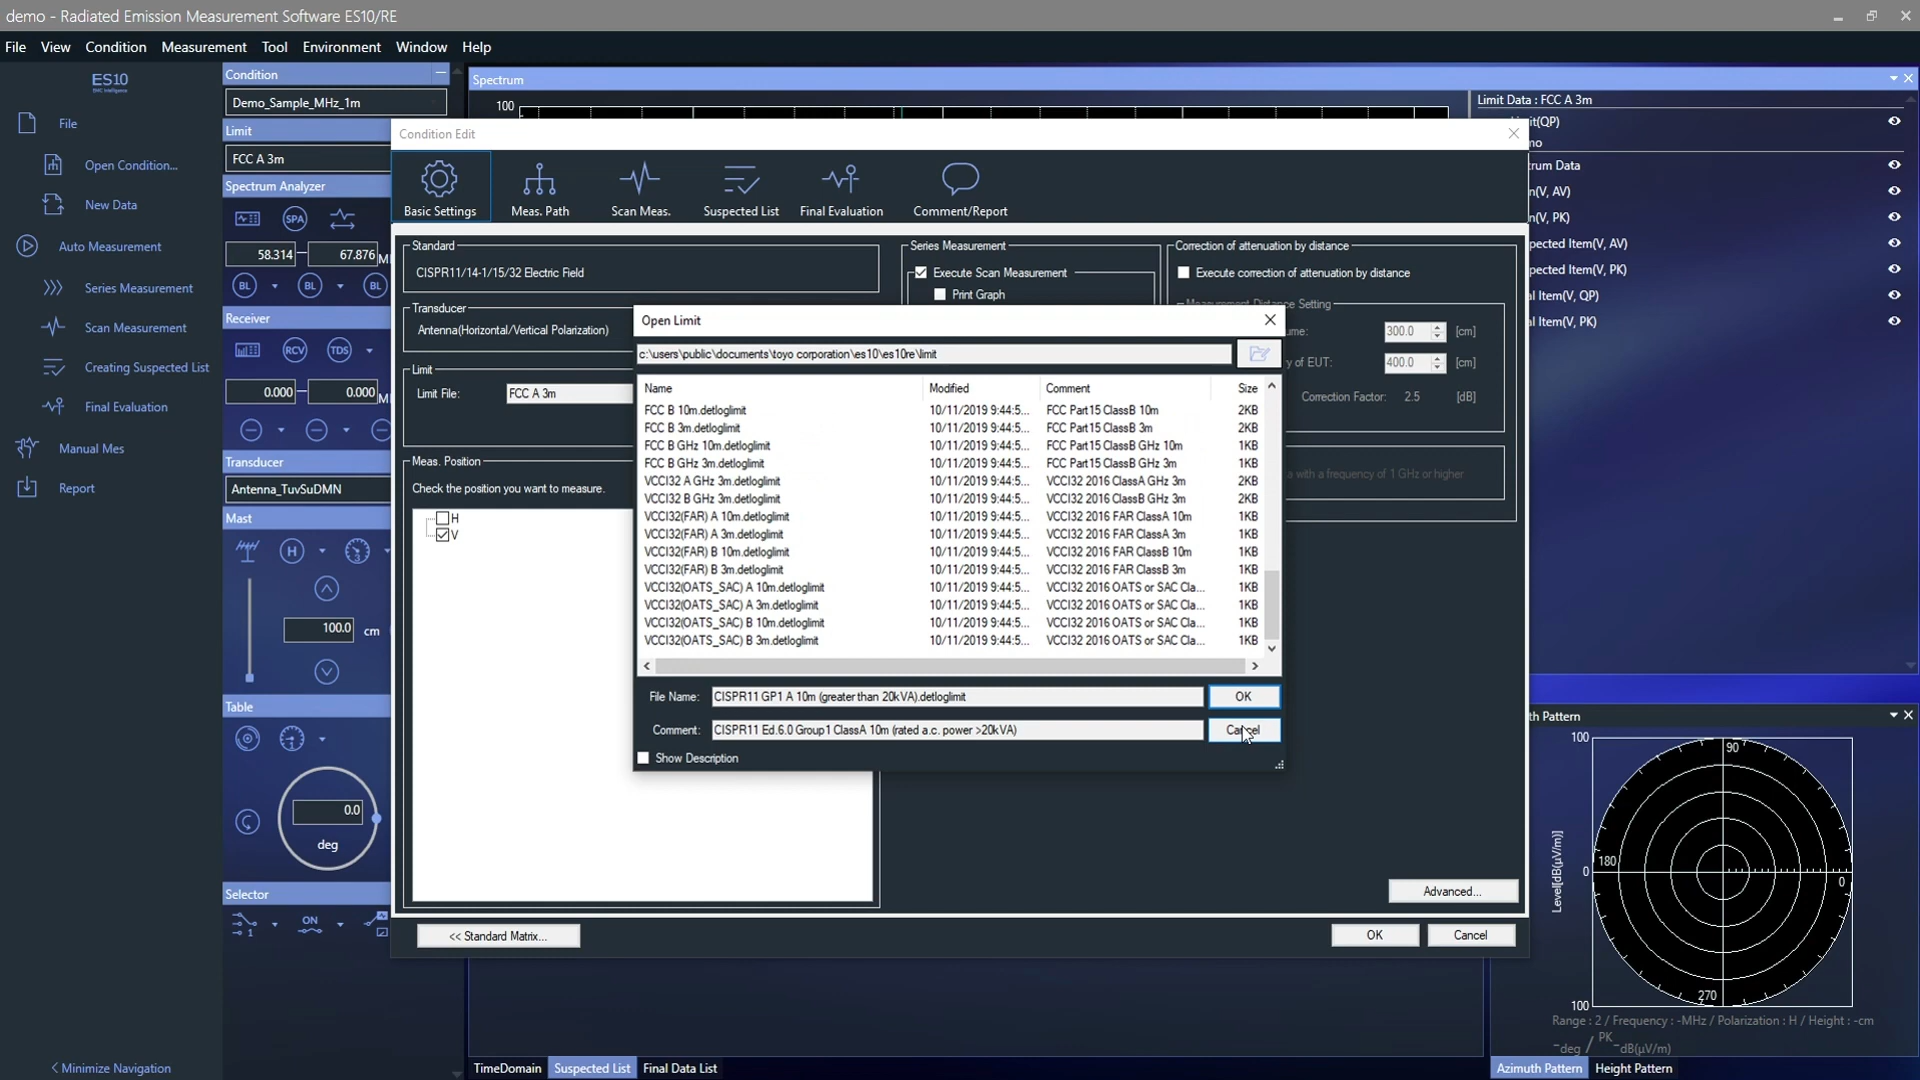 demo - Radiated Emission Measurement Software ES10/RE
File View Condition Measurement Tool Environment Window Help
ES10
File
Open Condition...
New Data
Auto Measurement
Series Measurement
Scan Measurement
Creating Suspected List
Final Evaluation
Manual Mes
Report
< Minimize Navigation
Condition
Demo_Sample_MHz_1m
Limit
FCC A 3m
Spectrum Analyzer
SPA
58.314 67.876
BL BL BL
Receiver
RCV TDS
0.000 0.000
Transducer
Antenna_TuvSuDMN
Mast
H
100.0 cm
Table
0.0
deg
Selector
1 ON
Spectrum
100
Limit Data : FCC A 3m
it(QP)
mo
trum Data
n(V, AV)
n(V, PK)
pected Item(V, AV)
pected Item(V, PK)
al Item(V, QP)
al Item(V, PK)
Condition Edit
Basic Settings Meas. Path Scan Meas. Suspected List Final Evaluation Comment/Report
Standard
CISPR11/14-1/15/32 Electric Field
Transducer
Antenna(Horizontal/Vertical Polarization)
Limit
Limit File: FCC A 3m
Meas. Position
Check the position you want to measure.
H
V
Series Measurement
Execute Scan Measurement
Print Graph
Correction of attenuation by distance
Execute correction of attenuation by distance
Measurement Distance Setting
ume: 300.0 [cm]
y of EUT: 400.0 [cm]
Correction Factor: 2.5 [dB]
a with a frequency of 1 GHz or higher
Advanced...
<< Standard Matrix...
OK Cancel
Open Limit
c:\users\public\documents\toyo corporation\es10\es10re\limit
Name Modified Comment Size
FCC B 10m.detloglimit 10/11/2019 9:44:5... FCC Part15 ClassB 10m 2KB
FCC B 3m.detloglimit 10/11/2019 9:44:5... FCC Part15 ClassB 3m 2KB
FCC B GHz 10m.detloglimit 10/11/2019 9:44:5... FCC Part15 ClassB GHz 10m 1KB
FCC B GHz 3m.detloglimit 10/11/2019 9:44:5... FCC Part15 ClassB GHz 3m 1KB
VCCI32 A GHz 3m.detloglimit 10/11/2019 9:44:5... VCCI32 2016 ClassA GHz 3m 2KB
VCCI32 B GHz 3m.detloglimit 10/11/2019 9:44:5... VCCI32 2016 ClassB GHz 3m 2KB
VCCI32(FAR) A 10m.detloglimit 10/11/2019 9:44:5... VCCI32 2016 FAR ClassA 10m 1KB
VCCI32(FAR) A 3m.detloglimit 10/11/2019 9:44:5... VCCI32 2016 FAR ClassA 3m 1KB
VCCI32(FAR) B 10m.detloglimit 10/11/2019 9:44:5... VCCI32 2016 FAR ClassB 10m 1KB
VCCI32(FAR) B 3m.detloglimit 10/11/2019 9:44:5... VCCI32 2016 FAR ClassB 3m 1KB
VCCI32(OATS_SAC) A 10m.detloglimit 10/11/2019 9:44:5... VCCI32 2016 OATS or SAC Cla... 1KB
VCCI32(OATS_SAC) A 3m.detloglimit 10/11/2019 9:44:5... VCCI32 2016 OATS or SAC Cla... 1KB
VCCI32(OATS_SAC) B 10m.detloglimit 10/11/2019 9:44:5... VCCI32 2016 OATS or SAC Cla... 1KB
VCCI32(OATS_SAC) B 3m.detloglimit 10/11/2019 9:44:5... VCCI32 2016 OATS or SAC Cla... 1KB
File Name: CISPR11 GP1 A 10m (greater than 20kVA).detloglimit OK
Comment: CISPR11 Ed.6.0 Group1 ClassA 10m (rated a.c. power >20kVA) Cancel
Show Description
th Pattern
100
90
180
0
0
270
100
Level[dB(μV/m)]
Range : 2 / Frequency : -MHz / Polarization : H / Height : -cm
-deg / PK -dB(μV/m)
TimeDomain Suspected List Final Data List
Azimuth Pattern Height Pattern